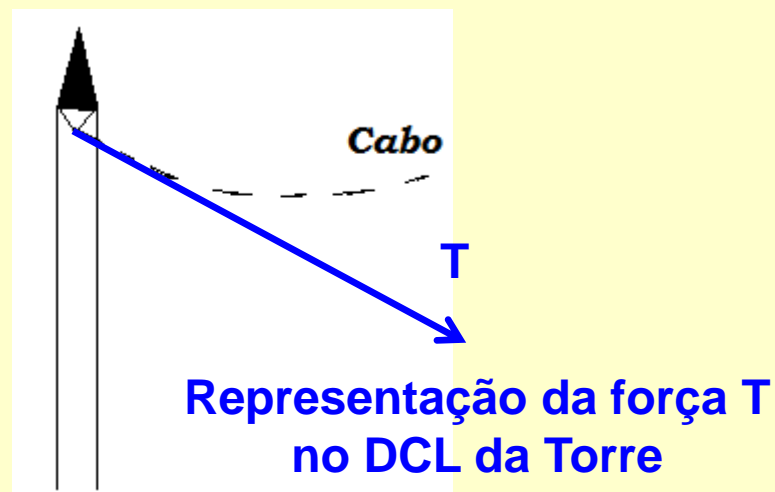 Cabo
T
Representação da força T
no DCL da Torre